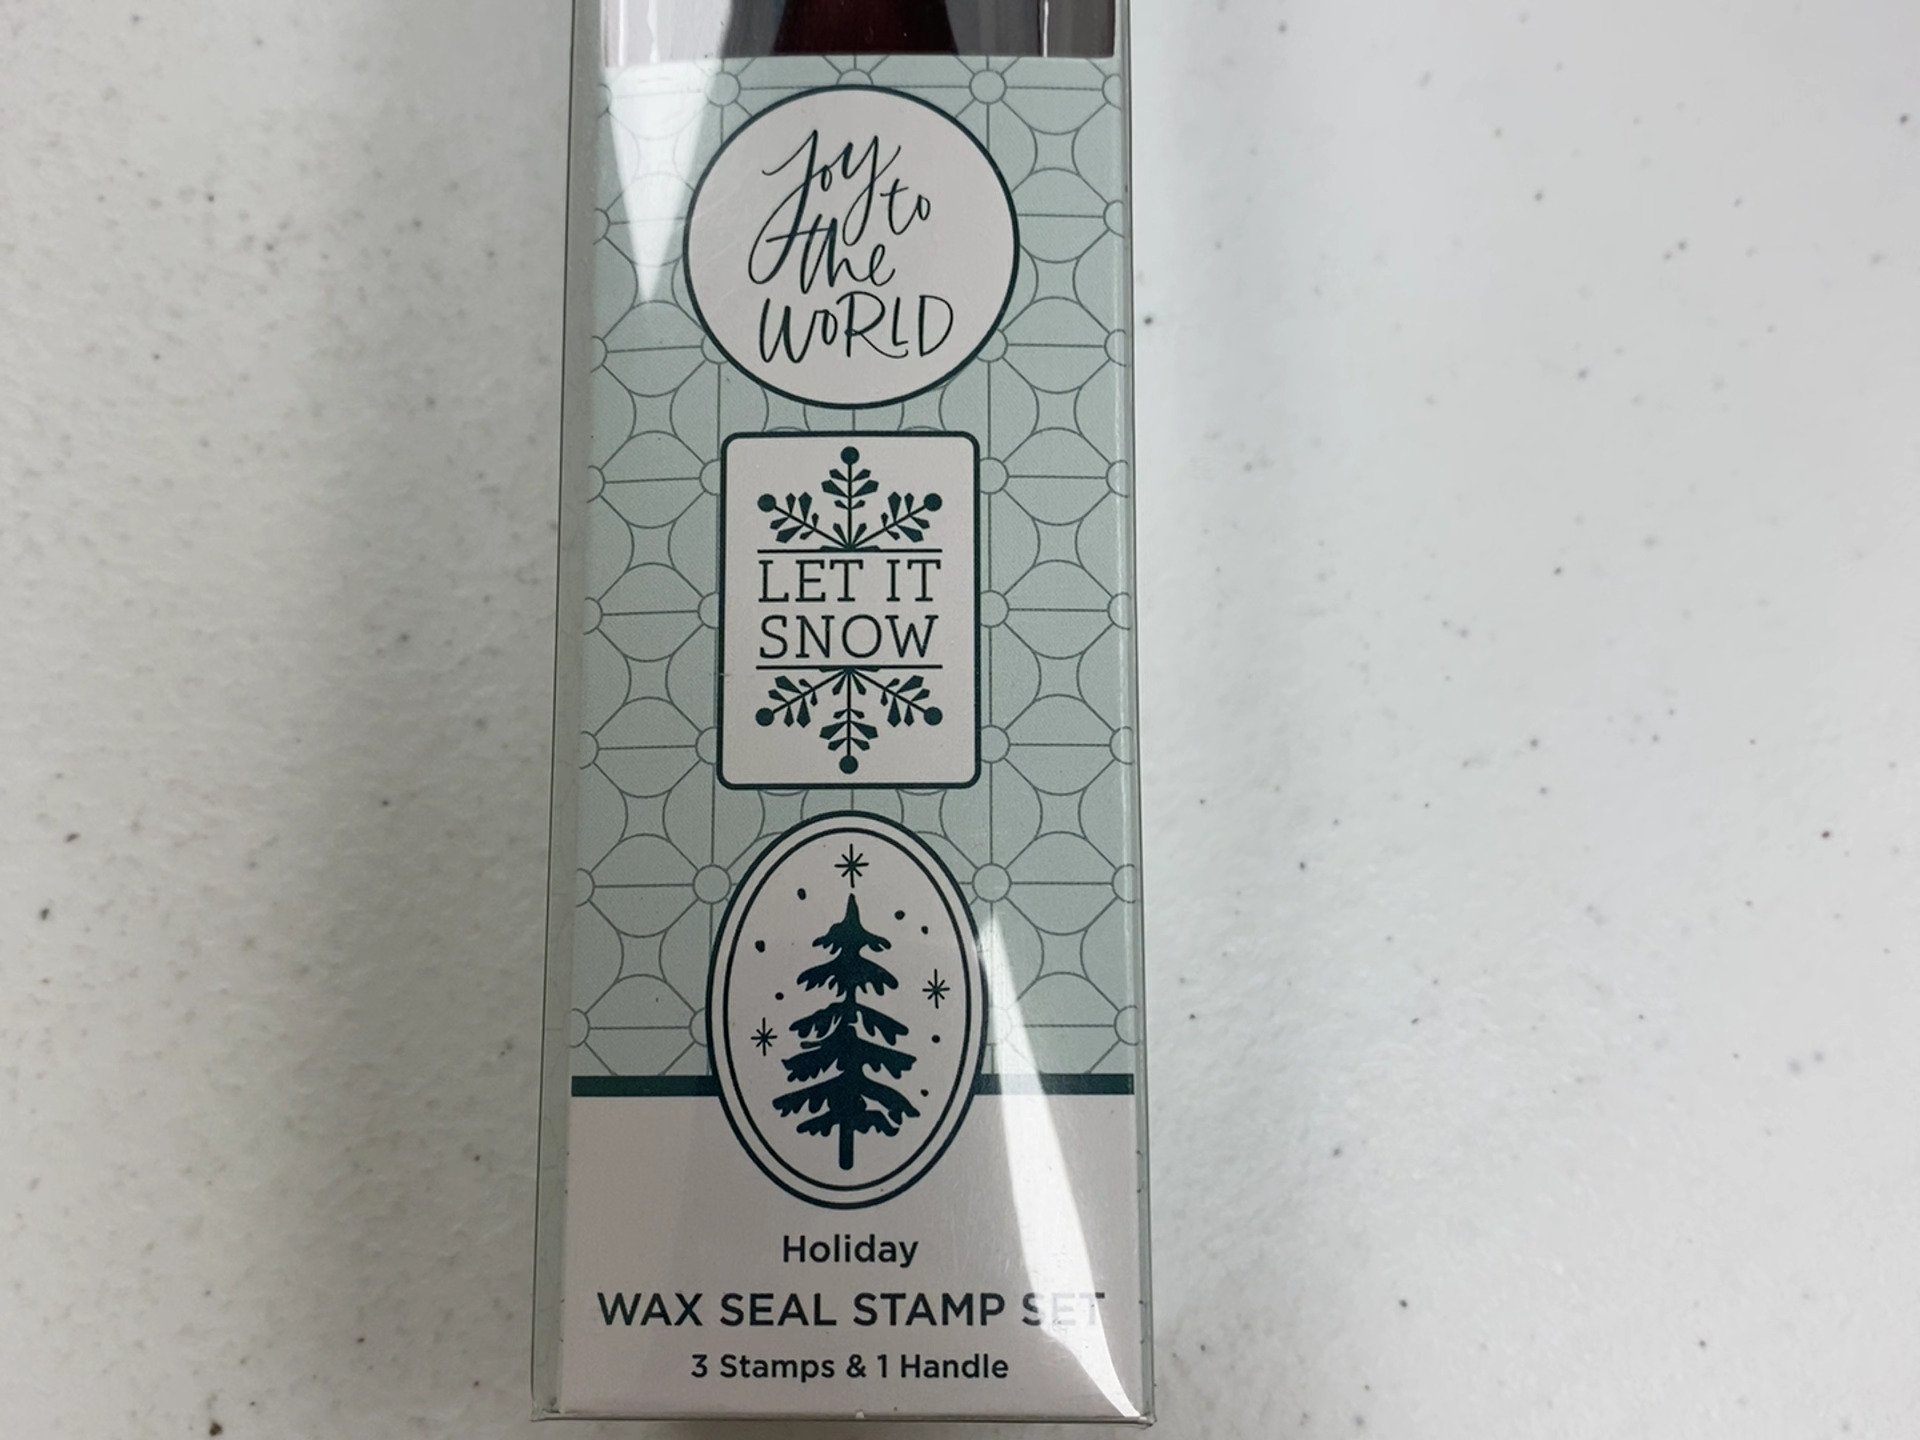 Joy
to
the
WORLD
LET IT
SNOW
Holiday
WAX SEAL STAMP SET
3 Stamps & 1 Handle